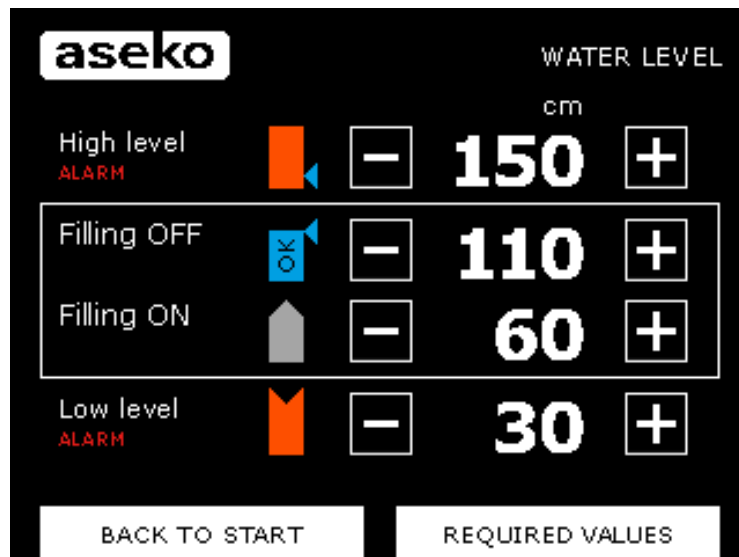 aseko
WATER LEVEL
cm
High level
ALARM
− 150 +
Filling OFF
OK
− 110 +
Filling ON
− 60 +
Low level
ALARM
− 30 +
BACK TO START
REQUIRED VALUES